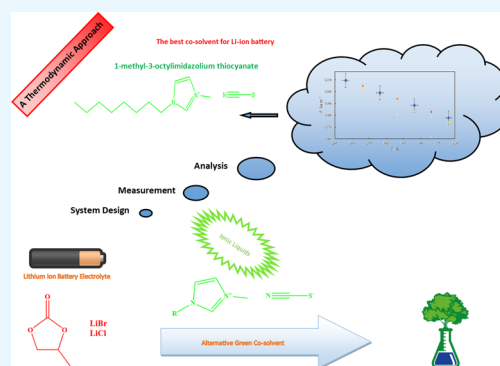 A Thermodynamic Approach
The best co-solvent for Li-ion battery
1-methyl-3-octylimidazolium thiocyanate
N+
N
S
Analysis
Measurement
System Design
Ionic Liquids
Lithium Ion Battery Electrolyte
O
O
O
LiBr
LiCl
R
N
N+
N
S
Alternative Green Co-solvent